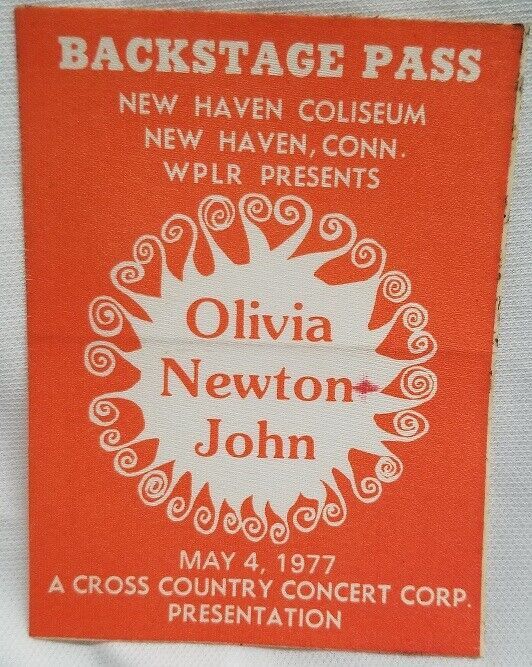 BACKSTAGE PASS
NEW HAVEN COLISEUM
NEW HAVEN, CONN.
WPLR PRESENTS
Olivia
Newton
John
MAY 4, 1977
A CROSS COUNTRY CONCERT CORP.
PRESENTATION